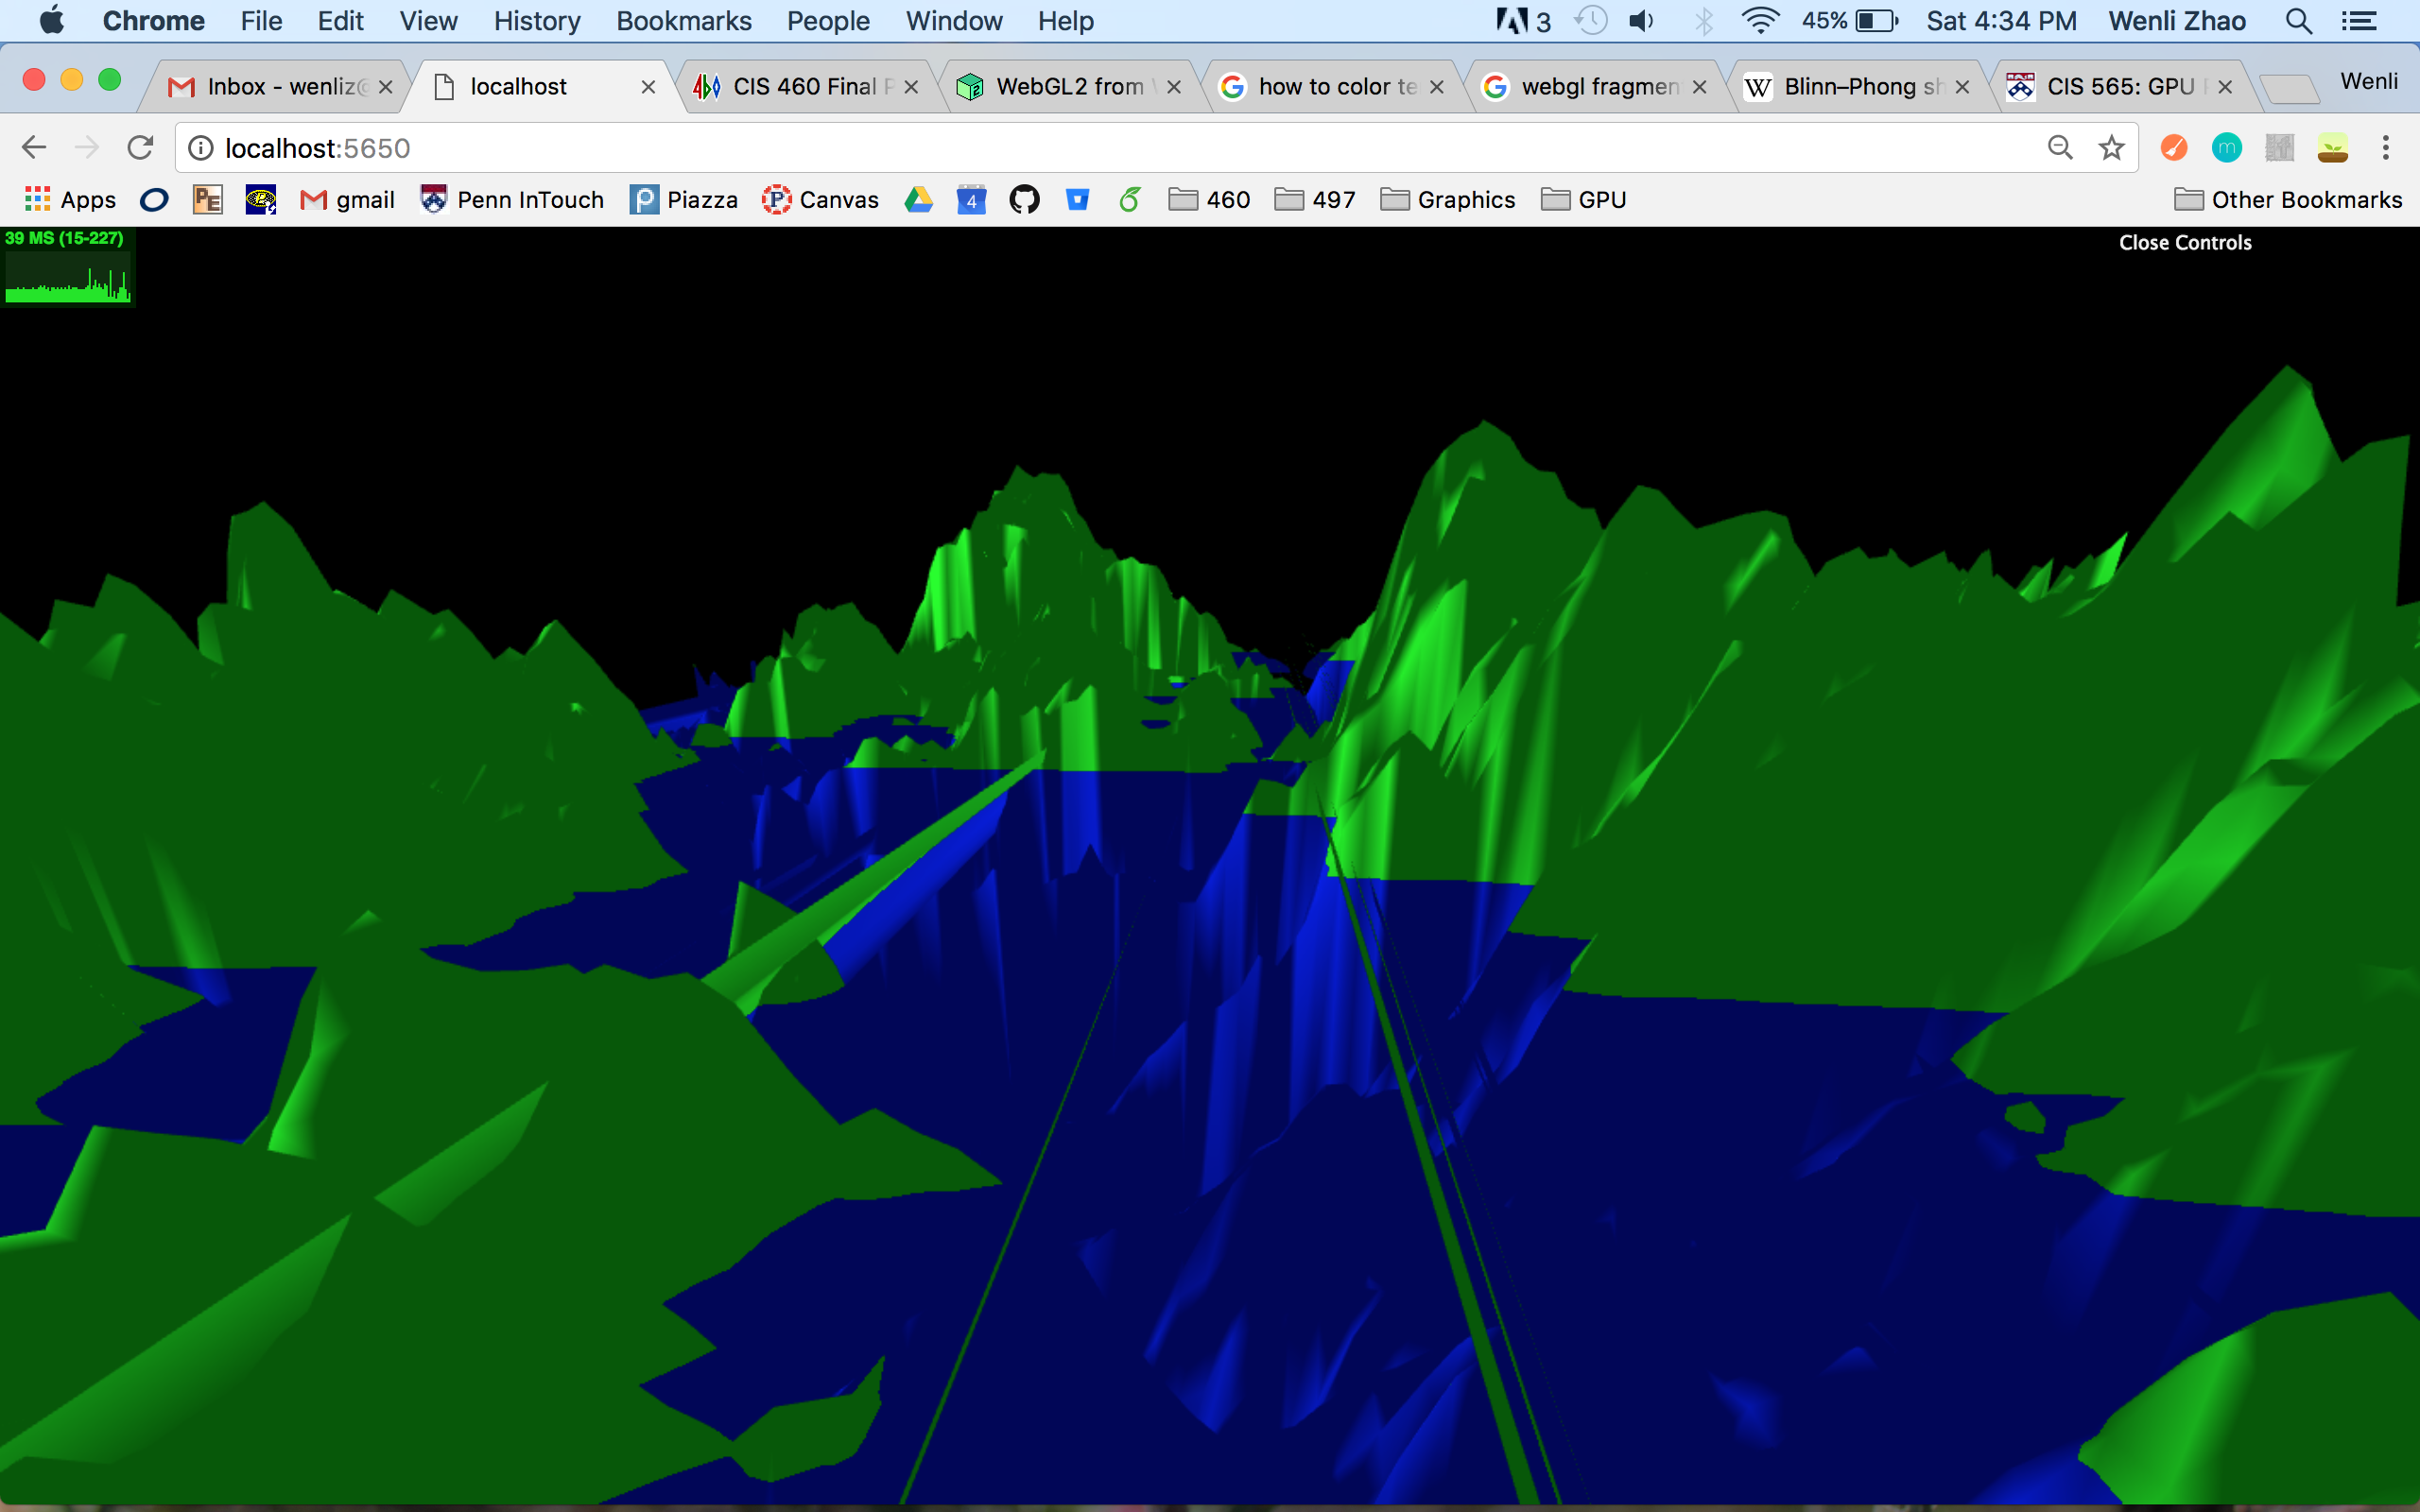 Chrome File Edit View History Bookmarks People Window Help 3 45% Sat 4:34 PM Wenli Zhao
Inbox - wenliz@ localhost CIS 460 Final P WebGL2 from how to color te webgl fragmen Blinn–Phong sh CIS 565: GPU Wenli
localhost:5650
Apps PE gmail Penn InTouch Piazza Canvas 4 460 497 Graphics GPU Other Bookmarks
39 MS (15-227) Close Controls